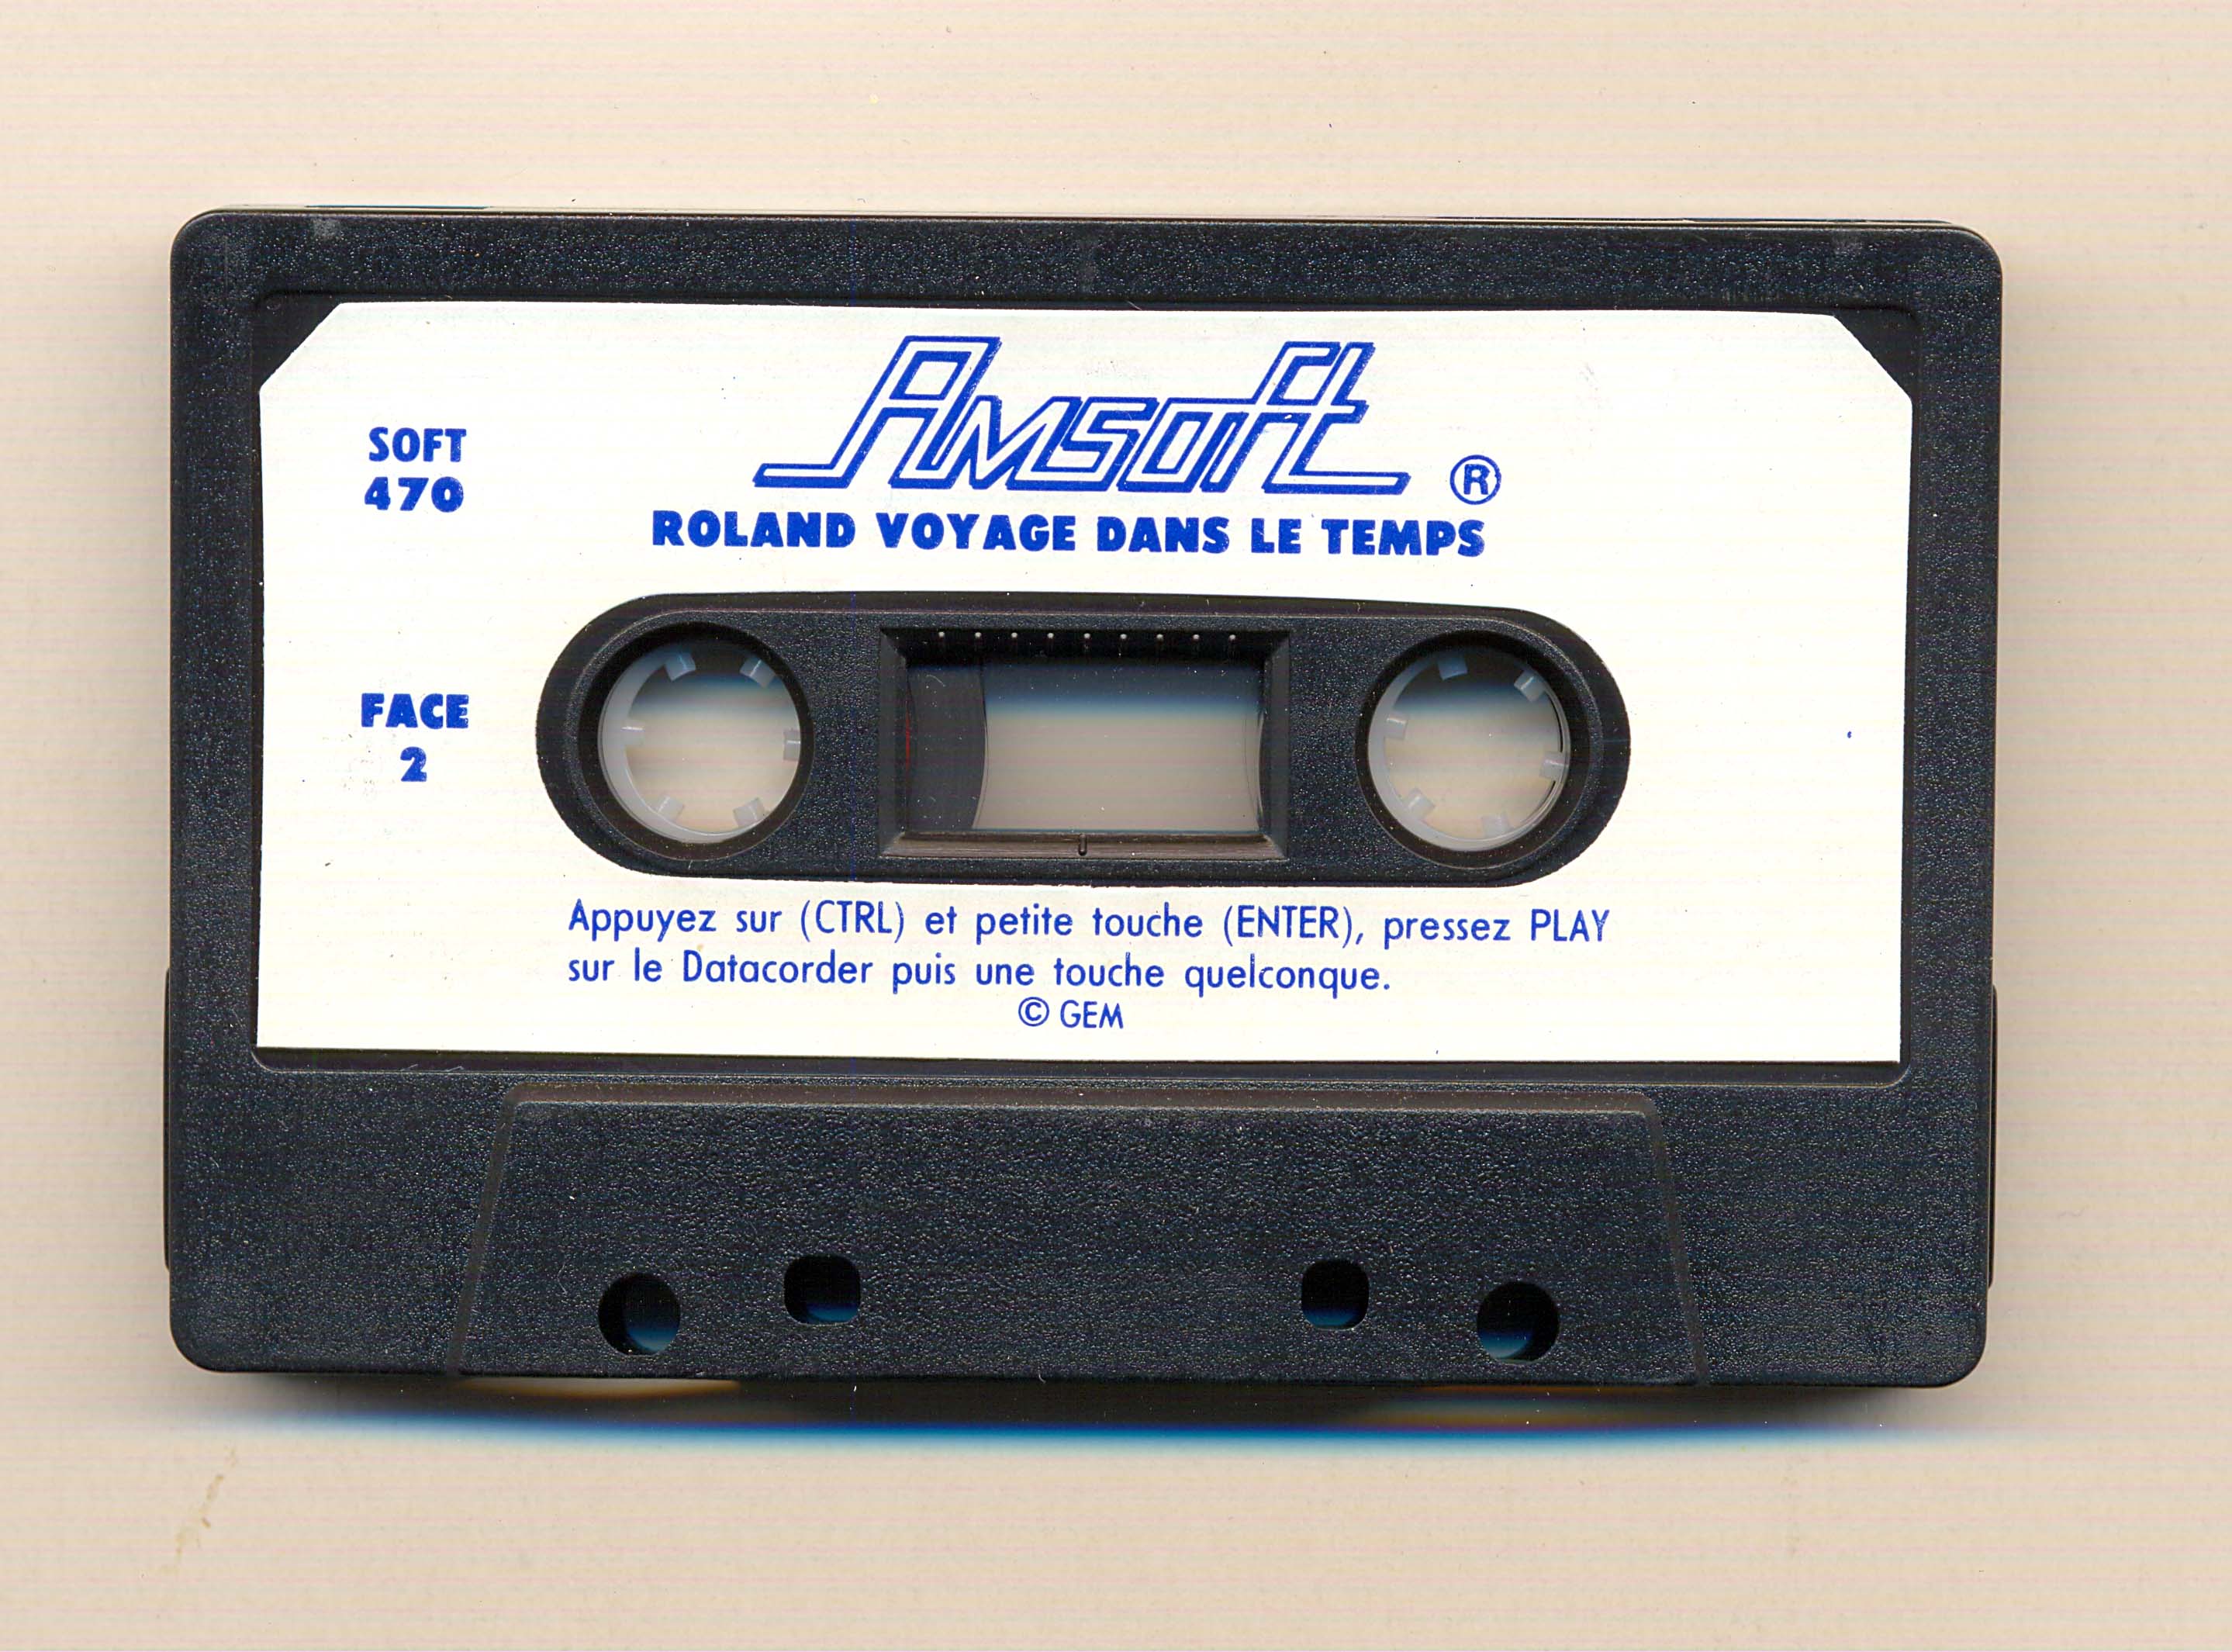 Amsoft ®
SOFT
470
ROLAND VOYAGE DANS LE TEMPS
FACE
2
Appuyez sur (CTRL) et petite touche (ENTER), pressez PLAY
sur le Datacorder puis une touche quelconque.
© GEM